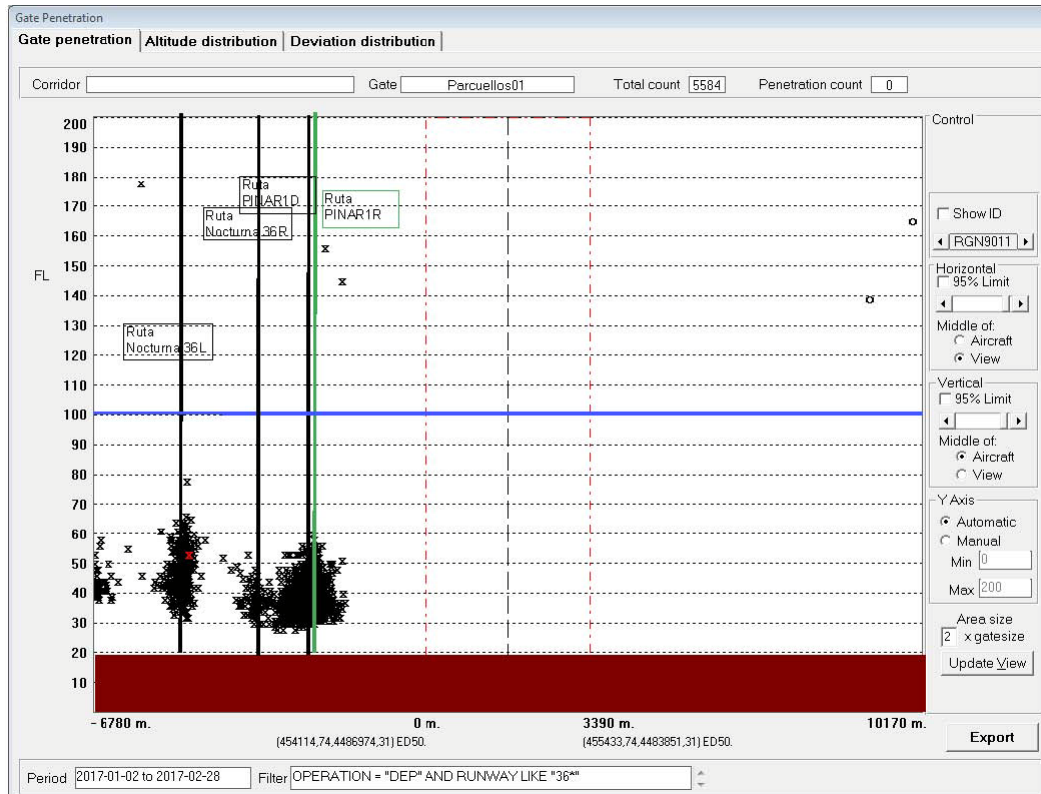 Gate Penetration
Gate penetration Altitude distribution Deviation distribution
Corridor Gate Parcuellos01 Total count 5584 Penetration count 0
Control
200
190
180
170
160
150
140
130
120
110
100
90
80
70
60
50
40
30
20
10
FL
Ruta
PINAR1D
Ruta
Nocturna 36R
Ruta
PINAR1R
Ruta
Nocturna 36L
Show ID
RGN9011
Horizontal
95% Limit
Middle of:
Aircraft
View
Vertical
95% Limit
Middle of:
Aircraft
View
Y Axis
Automatic
Manual
Min 0
Max 200
Area size
2 x gatesize
Update View
- 6780 m. 0 m. 3390 m. 10170 m.
(454114,74,4486974,31) ED50. (455433,74,4483851,31) ED50.
Export
Period 2017-01-02 to 2017-02-28 Filter OPERATION = "DEP" AND RUNWAY LIKE "36*"